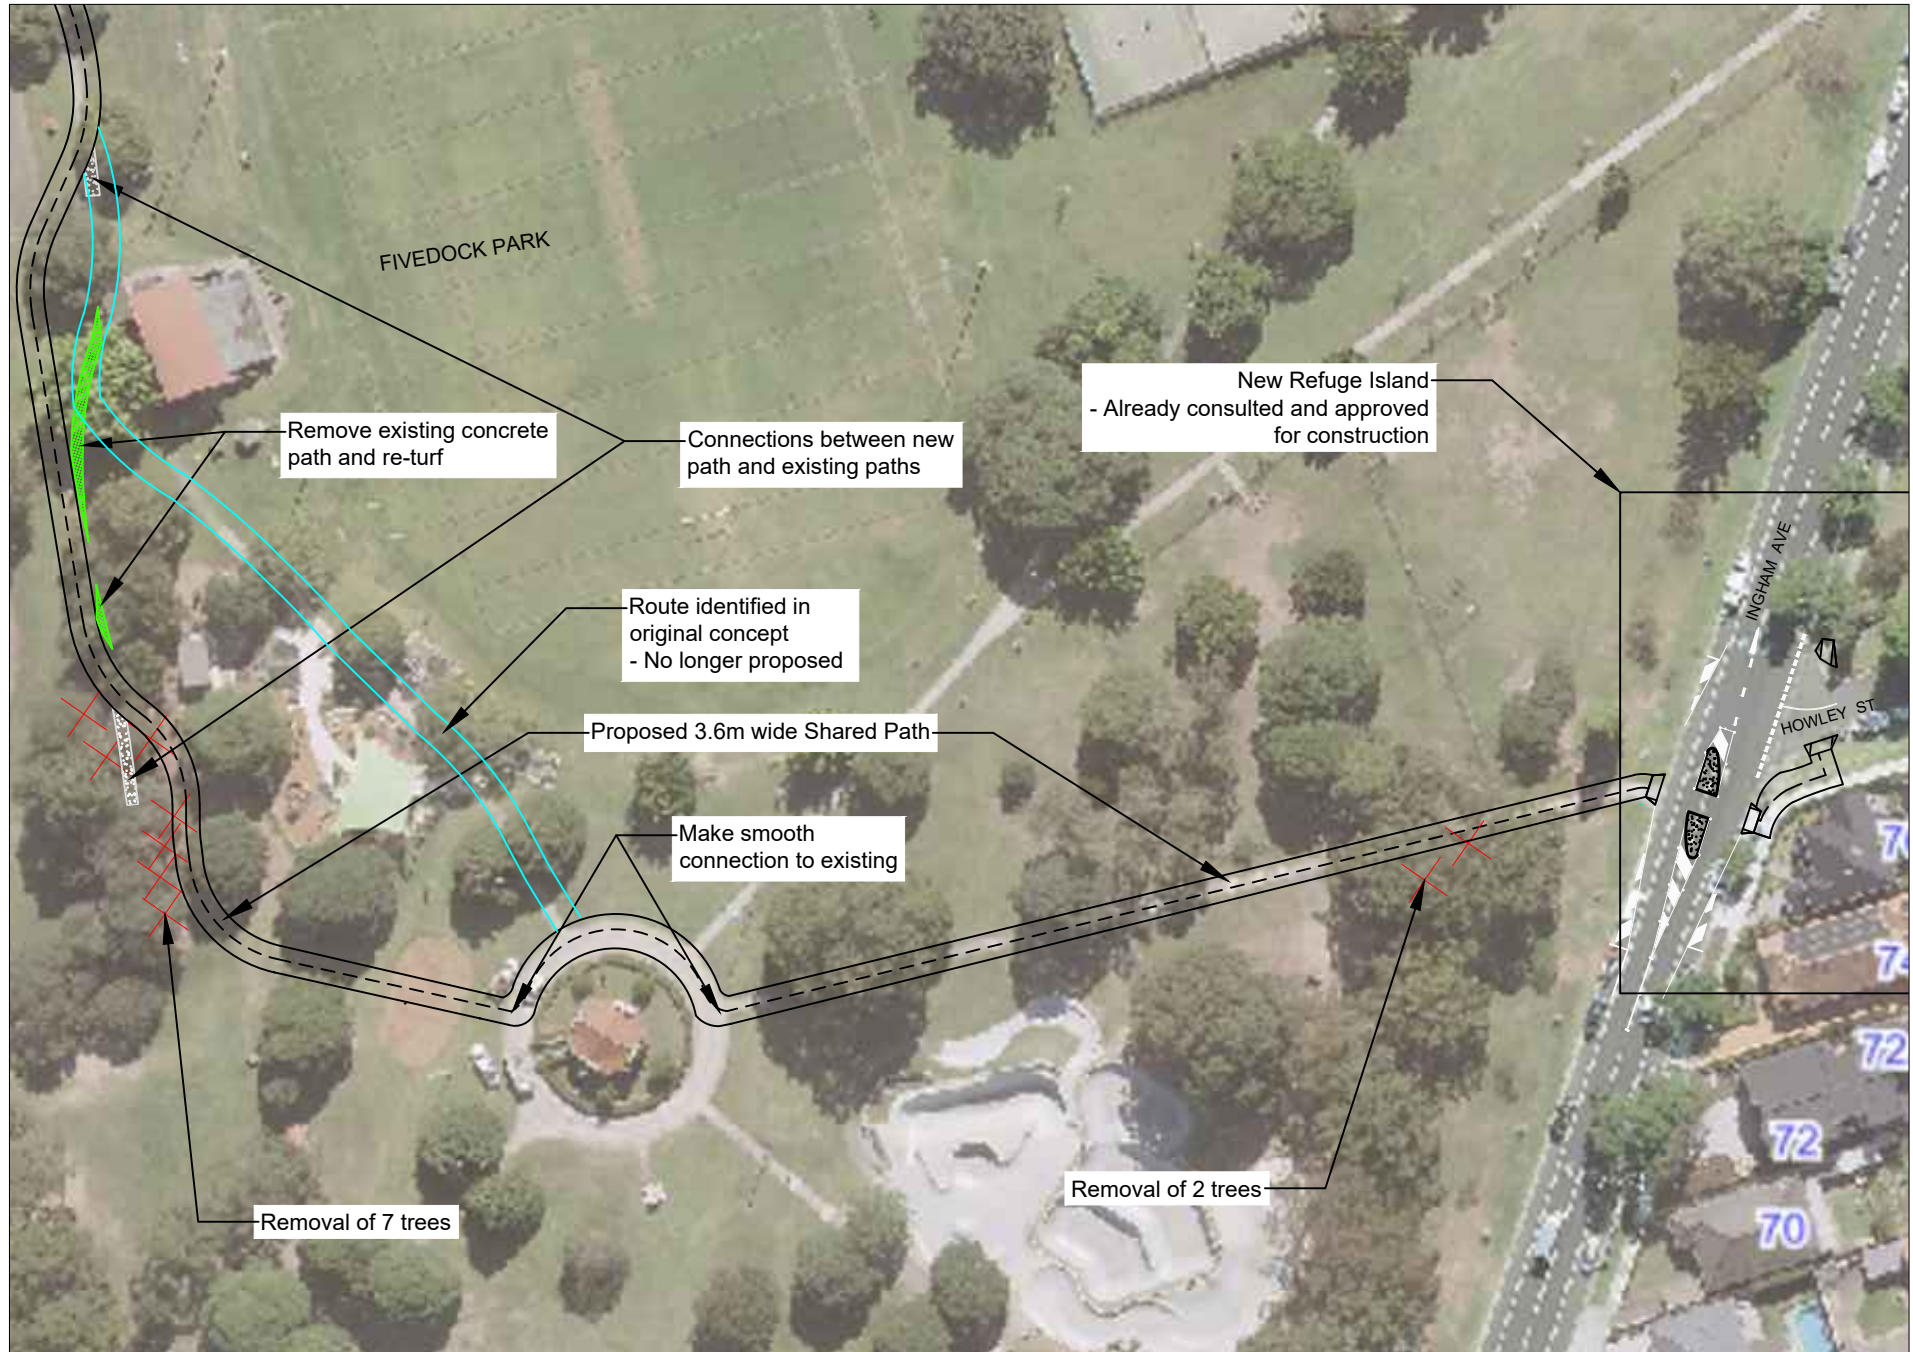 FIVEDOCK PARK
New Refuge Island
- Already consulted and approved
for construction
Remove existing concrete
path and re-turf
Connections between new
path and existing paths
INGHAM AVE
Route identified in
original concept
- No longer proposed
HOWLEY ST
Proposed 3.6m wide Shared Path
Make smooth
connection to existing
72
72
70
Removal of 2 trees
Removal of 7 trees